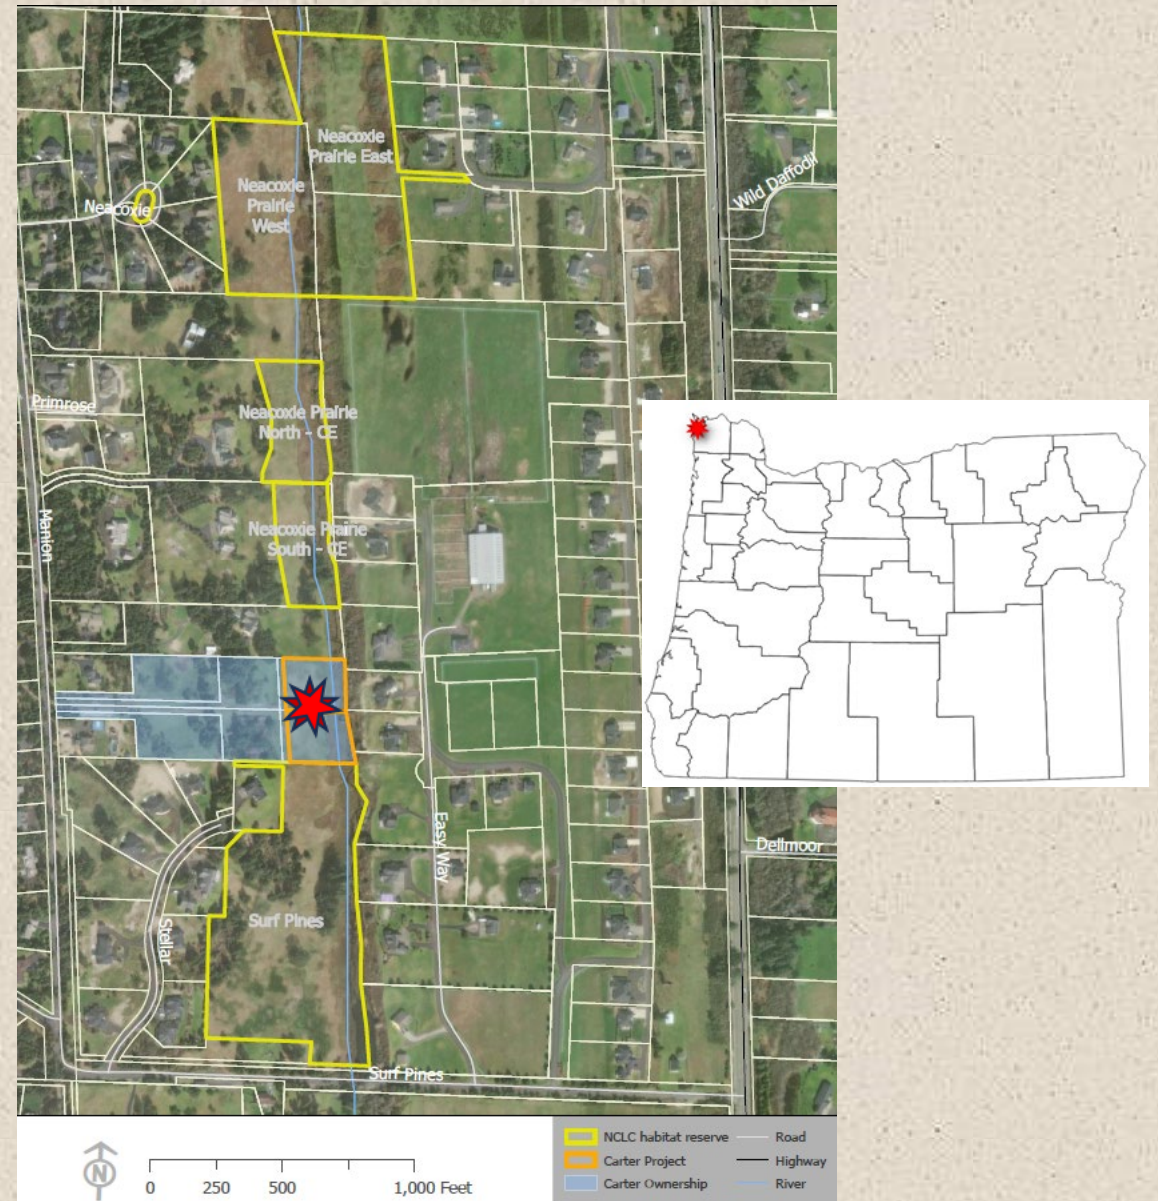 Neacoxie
Prairie East
Wild Daffodil
Neacoxie
Prairie
West
Neacoxie
Primrose
Neacoxie Prairie
North - CE
Manion
Neacoxie Prairie
South - CE
Easy Way
Dellmoor
Stellar
Surf Pines
Surf Pines
N
0 250 500 1,000 Feet
NCLC habitat reserve
Road
Carter Project
Highway
Carter Ownership
River